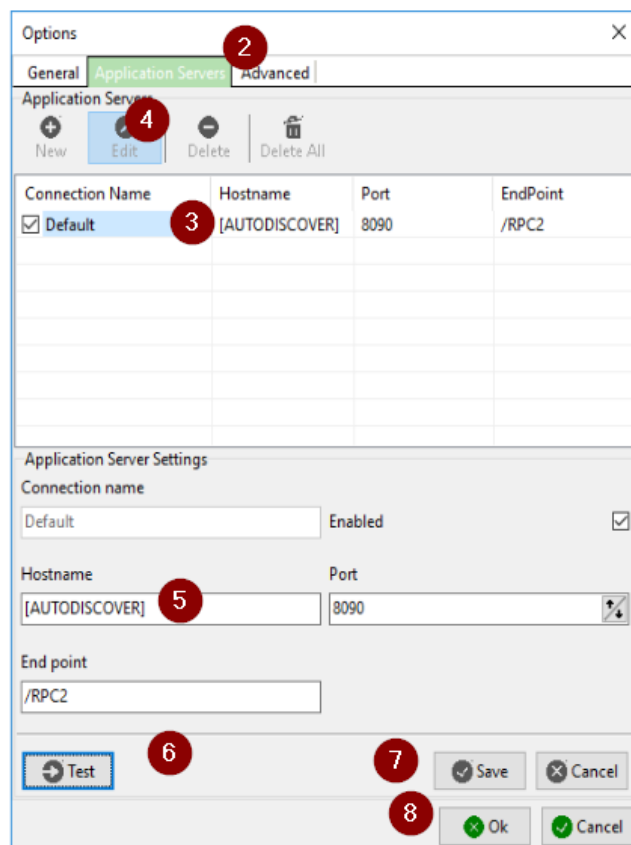 Options
2
General Application Servers Advanced
Application Servers
4
New Edit Delete Delete All
Connection Name Hostname Port EndPoint
Default 3 [AUTODISCOVER] 8090 /RPC2
Application Server Settings
Connection name
Default Enabled
Hostname Port
[AUTODISCOVER] 5 8090
End point
/RPC2
6
Test 7 Save Cancel
8 Ok Cancel